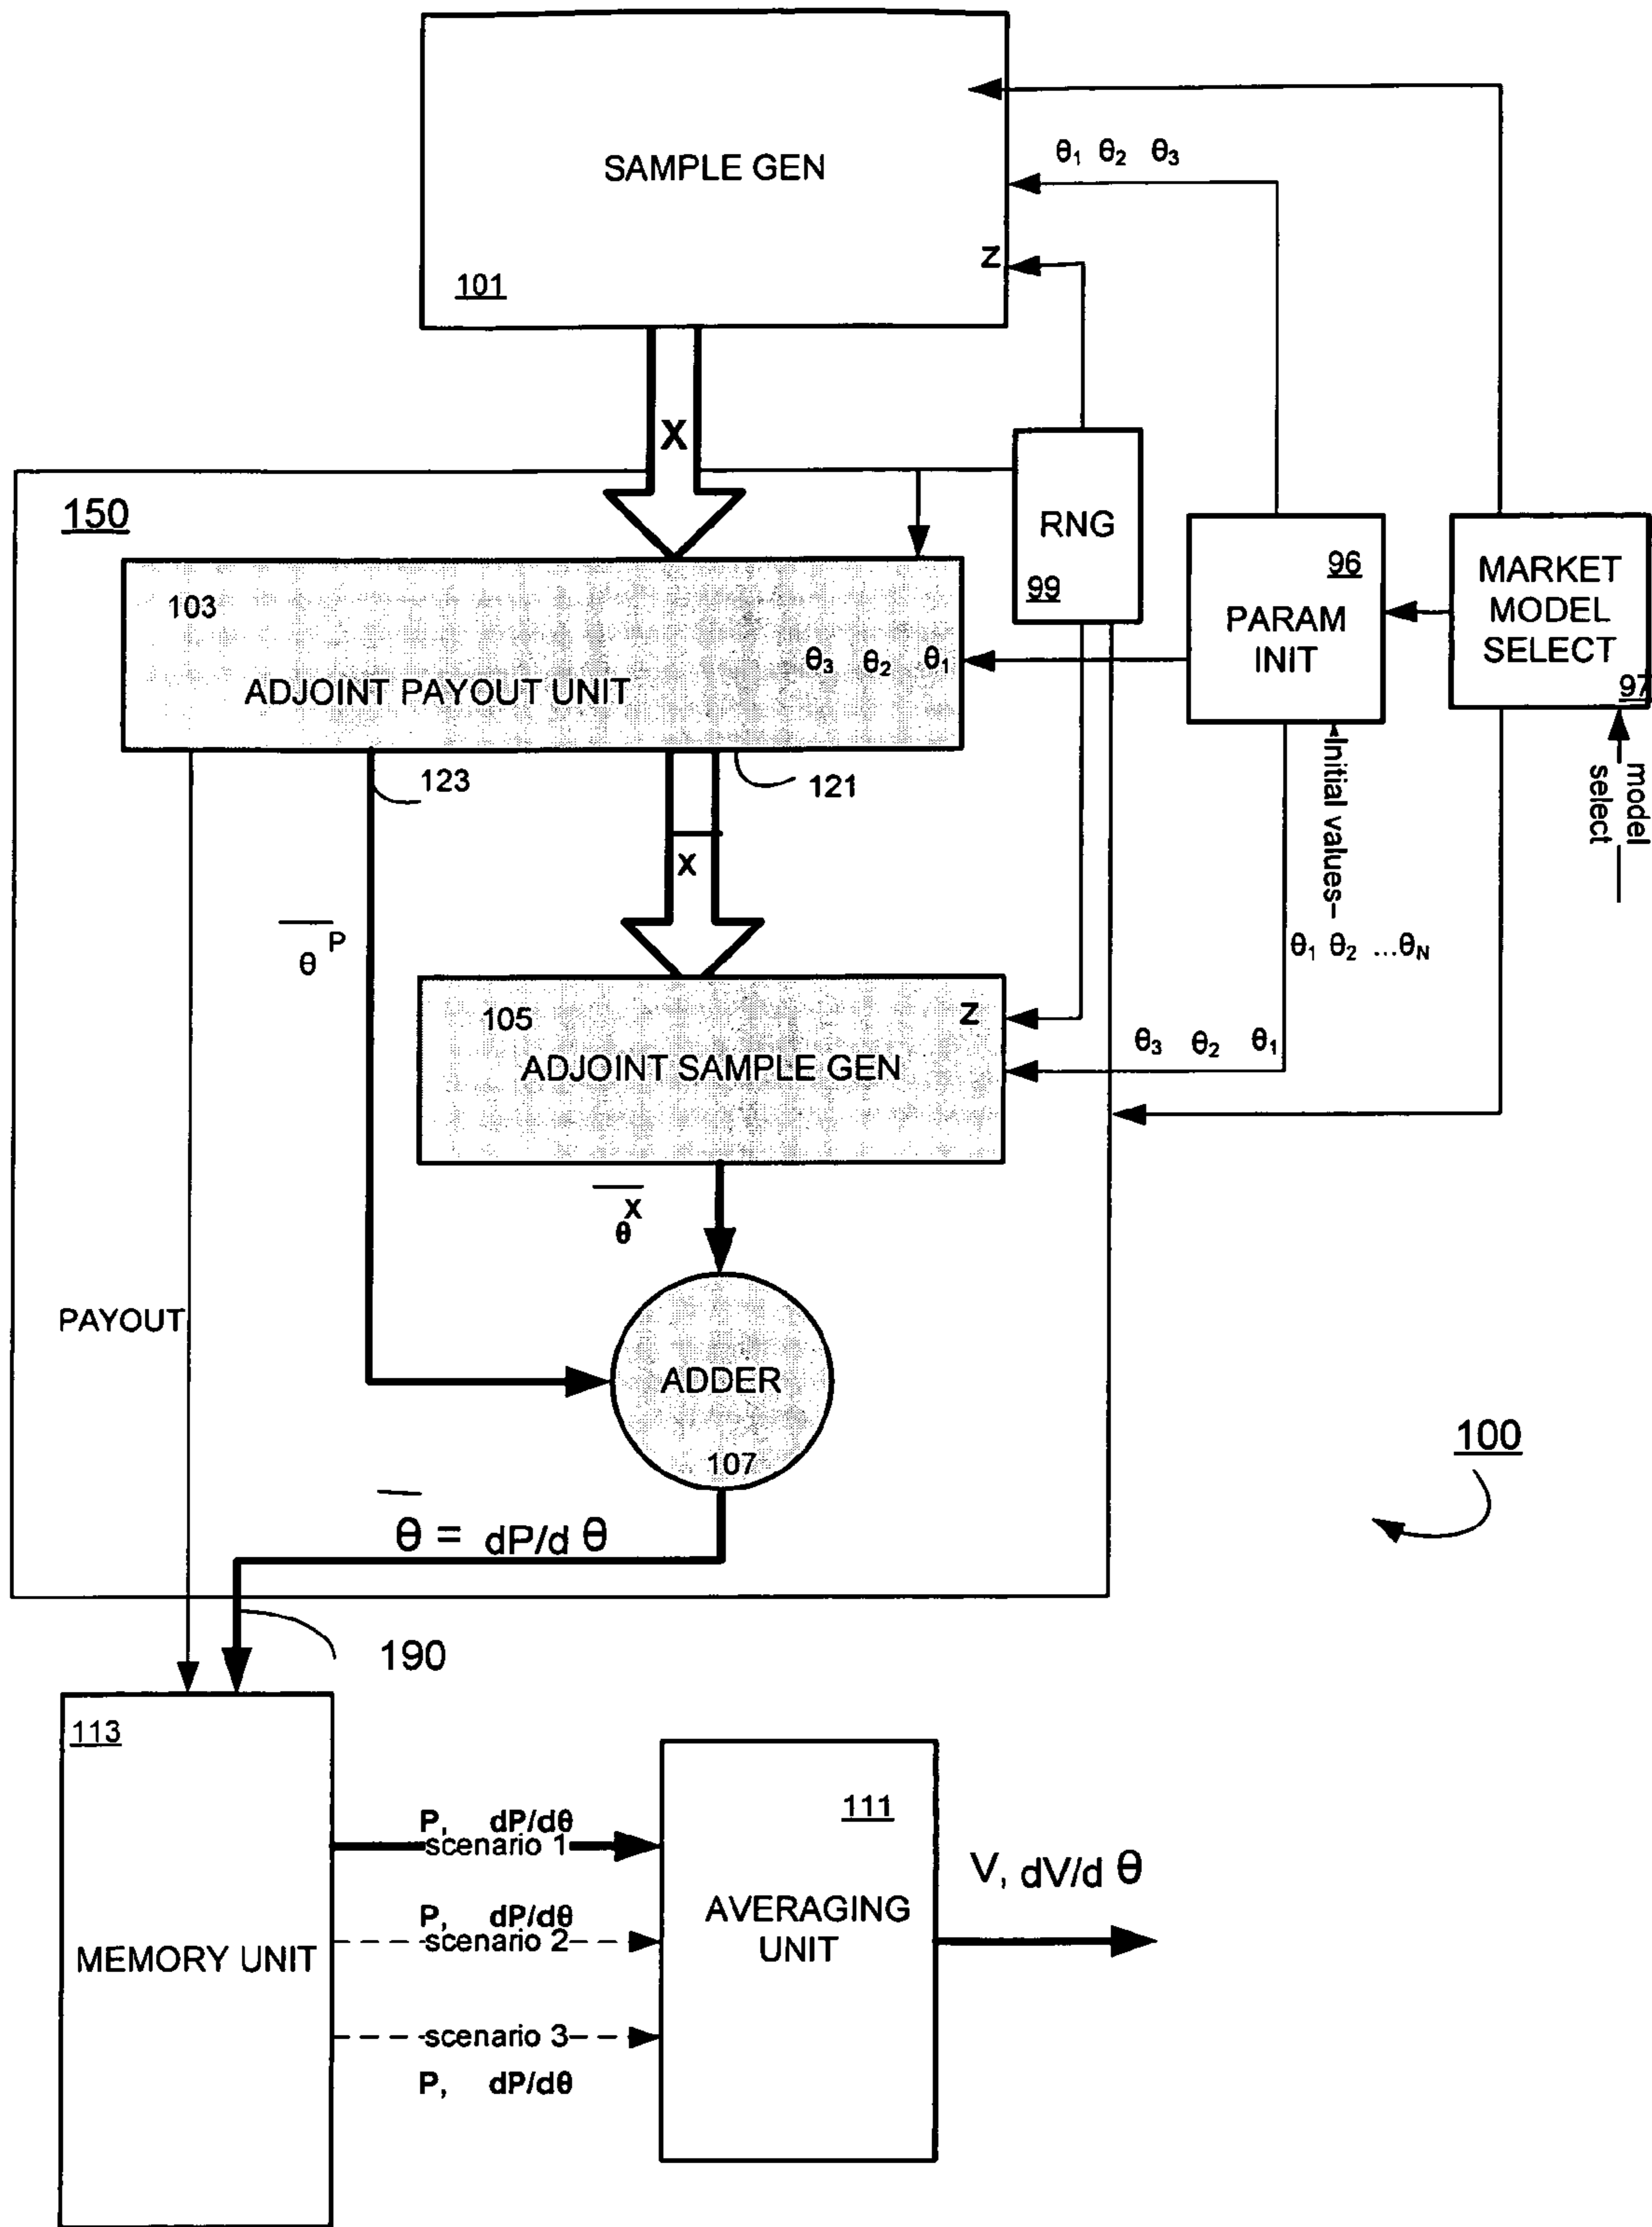 SAMPLE GEN
101
θ₁ θ₂ θ₃
Z
X
150
RNG
99
96
PARAM
INIT
MARKET
MODEL
SELECT
97
103
ADJOINT PAYOUT UNIT
θ₃ θ₂ θ₁
123
121
Initial values
model
select
X̄
θ̄ᴾ
θ₁ θ₂ ...θN
105
Z
ADJOINT SAMPLE GEN
θ₃ θ₂ θ₁
θ̄ˣ
PAYOUT
ADDER
107
100
θ̄ = dP/d θ
190
113
MEMORY UNIT
P, dP/dθ
scenario 1
P, dP/dθ
scenario 2
scenario 3
P, dP/dθ
111
AVERAGING
UNIT
V, dV/d θ